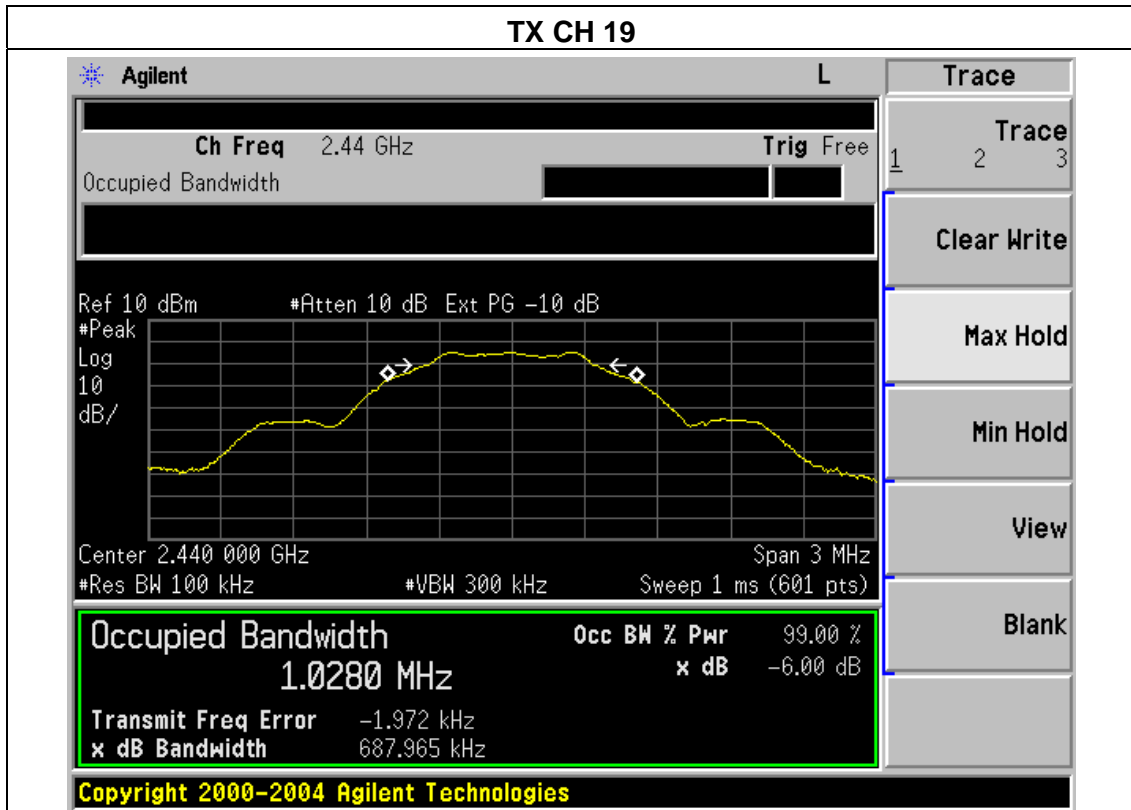 TX CH 19
Agilent L Trace
Ch Freq 2.44 GHz Trig Free
Occupied Bandwidth
Trace
1 2 3
Clear Write
Ref 10 dBm #Atten 10 dB Ext PG -10 dB
#Peak
Log
10
dB/
Max Hold
Min Hold
View
Center 2.440 000 GHz Span 3 MHz
#Res BW 100 kHz #VBW 300 kHz Sweep 1 ms (601 pts)
Blank
Occupied Bandwidth Occ BW % Pwr 99.00 %
1.0280 MHz x dB -6.00 dB
Transmit Freq Error -1.972 kHz
x dB Bandwidth 687.965 kHz
Copyright 2000-2004 Agilent Technologies